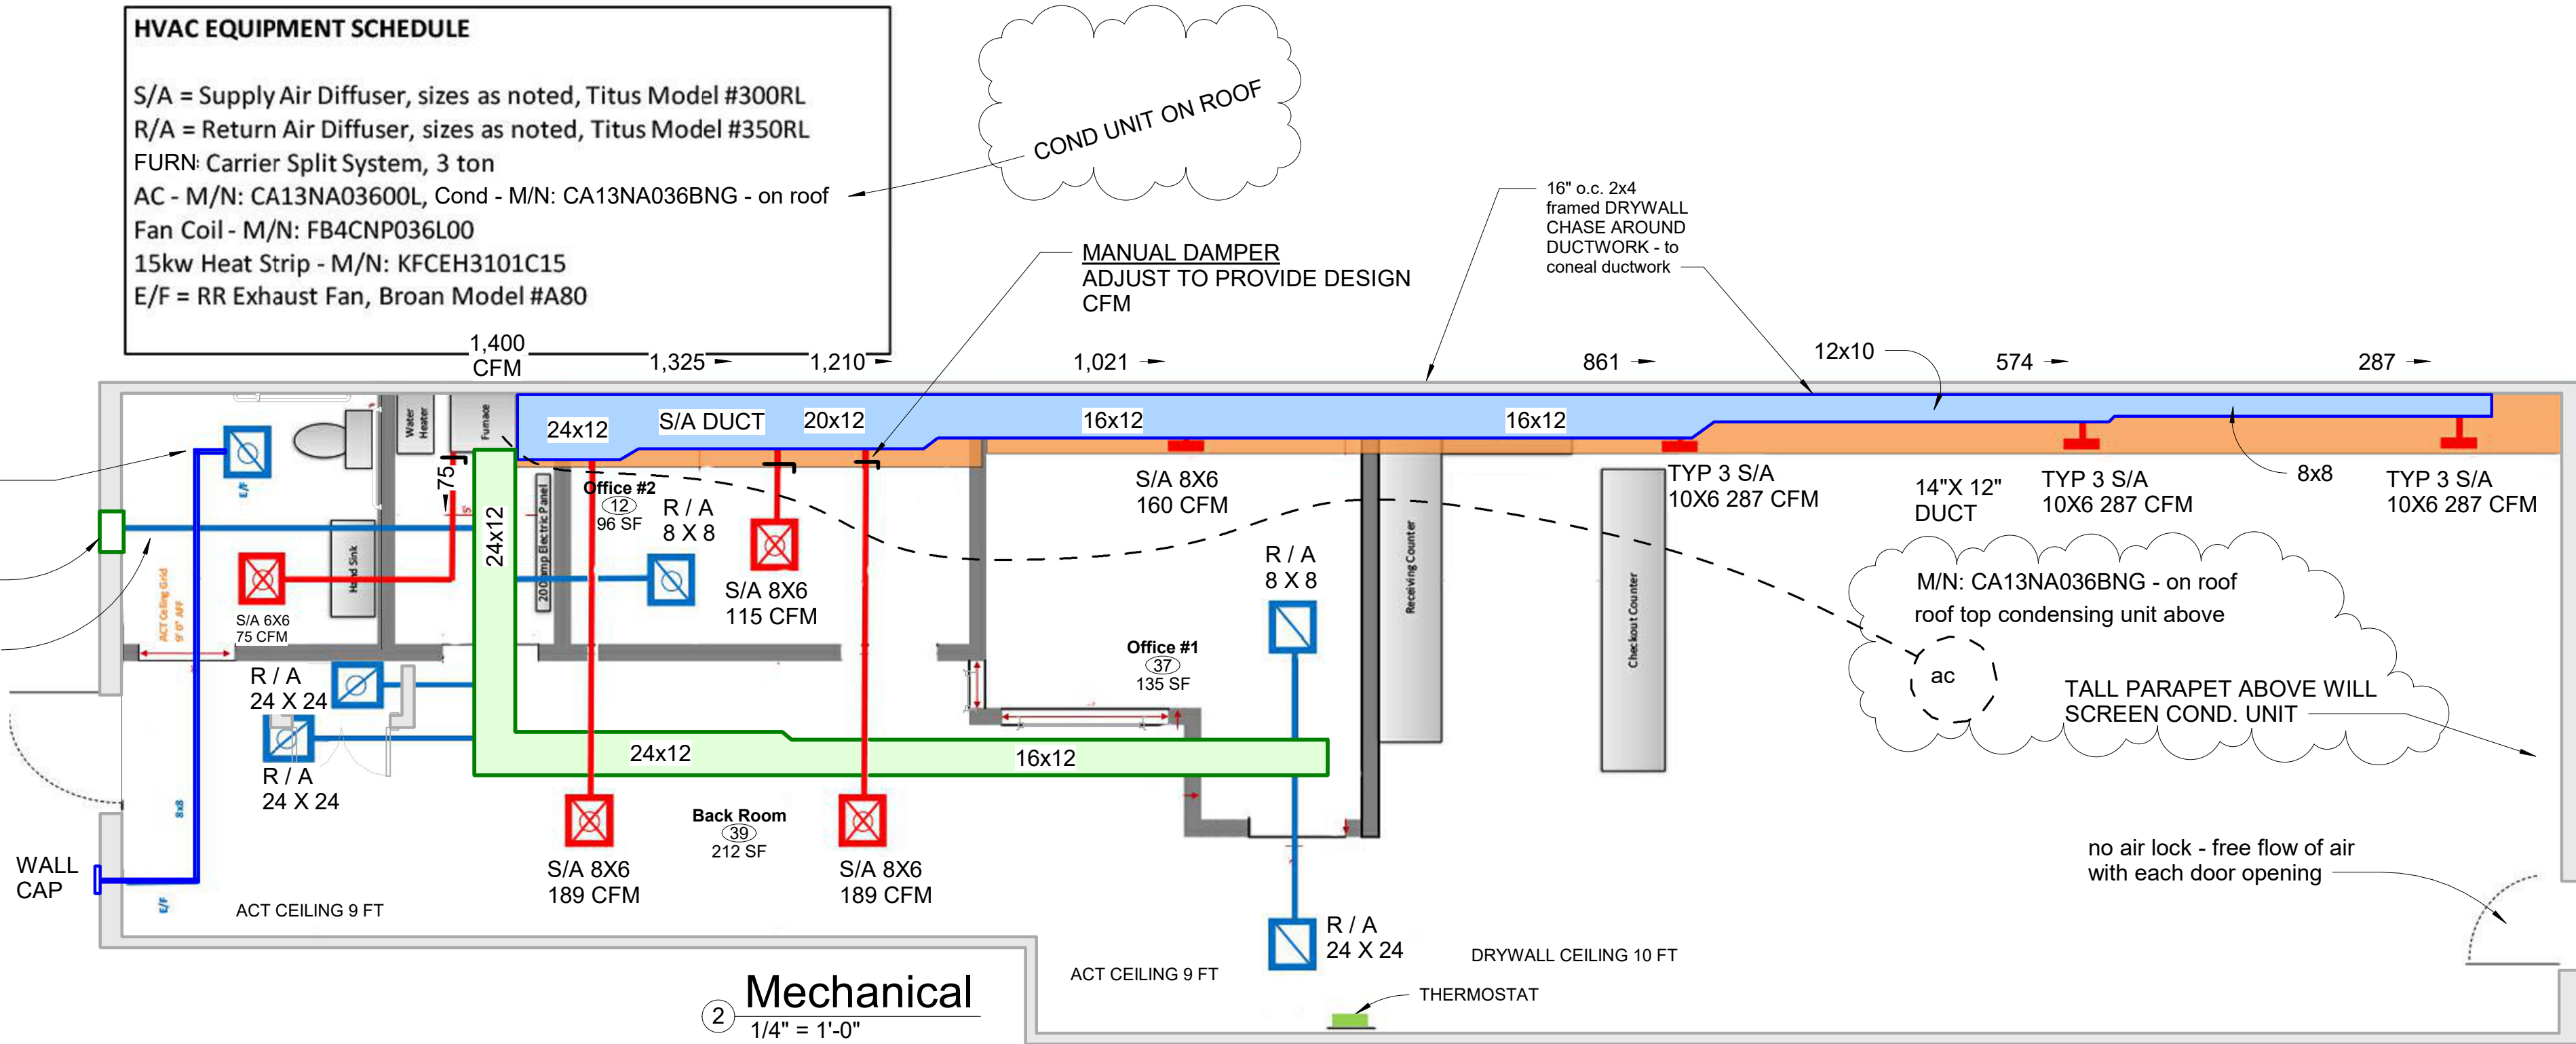 HVAC EQUIPMENT SCHEDULE
S/A = Supply Air Diffuser, sizes as noted, Titus Model #300RL
R/A = Return Air Diffuser, sizes as noted, Titus Model #350RL
FURN: Carrier Split System, 3 ton
AC - M/N: CA13NA03600L, Cond - M/N: CA13NA036BNG - on roof
Fan Coil - M/N: FB4CNP036L00
15kw Heat Strip - M/N: KFCEH3101C15
E/F = RR Exhaust Fan, Broan Model #A80
COND UNIT ON ROOF
MANUAL DAMPER
ADJUST TO PROVIDE DESIGN
CFM
16" o.c. 2x4
framed DRYWALL
CHASE AROUND
DUCTWORK - to
coneal ductwork
1,400
CFM
1,325
1,210
1,021
861
12x10
574
287
Water
Heater
Furnace
24x12
S/A DUCT
20x12
16x12
16x12
8x8
E/F
75
5'
24x12
200 amp Electric Panel
Office #2
12
96 SF
R / A
8 X 8
S/A 8X6
115 CFM
S/A 8X6
160 CFM
TYP 3 S/A
10X6 287 CFM
14"X 12"
DUCT
TYP 3 S/A
10X6 287 CFM
TYP 3 S/A
10X6 287 CFM
ACT Ceiling Grid
9' 0" AFF
Hand Sink
S/A 6X6
75 CFM
R / A
8 X 8
Receiving Counter
Checkout Counter
M/N: CA13NA036BNG - on roof
roof top condensing unit above
ac
TALL PARAPET ABOVE WILL
SCREEN COND. UNIT
R / A
24 X 24
R / A
24 X 24
Office #1
37
135 SF
24x12
16x12
8x8
E/F
WALL
CAP
Back Room
39
212 SF
S/A 8X6
189 CFM
S/A 8X6
189 CFM
no air lock - free flow of air
with each door opening
ACT CEILING 9 FT
R / A
24 X 24
DRYWALL CEILING 10 FT
ACT CEILING 9 FT
THERMOSTAT
2
Mechanical
1/4" = 1'-0"